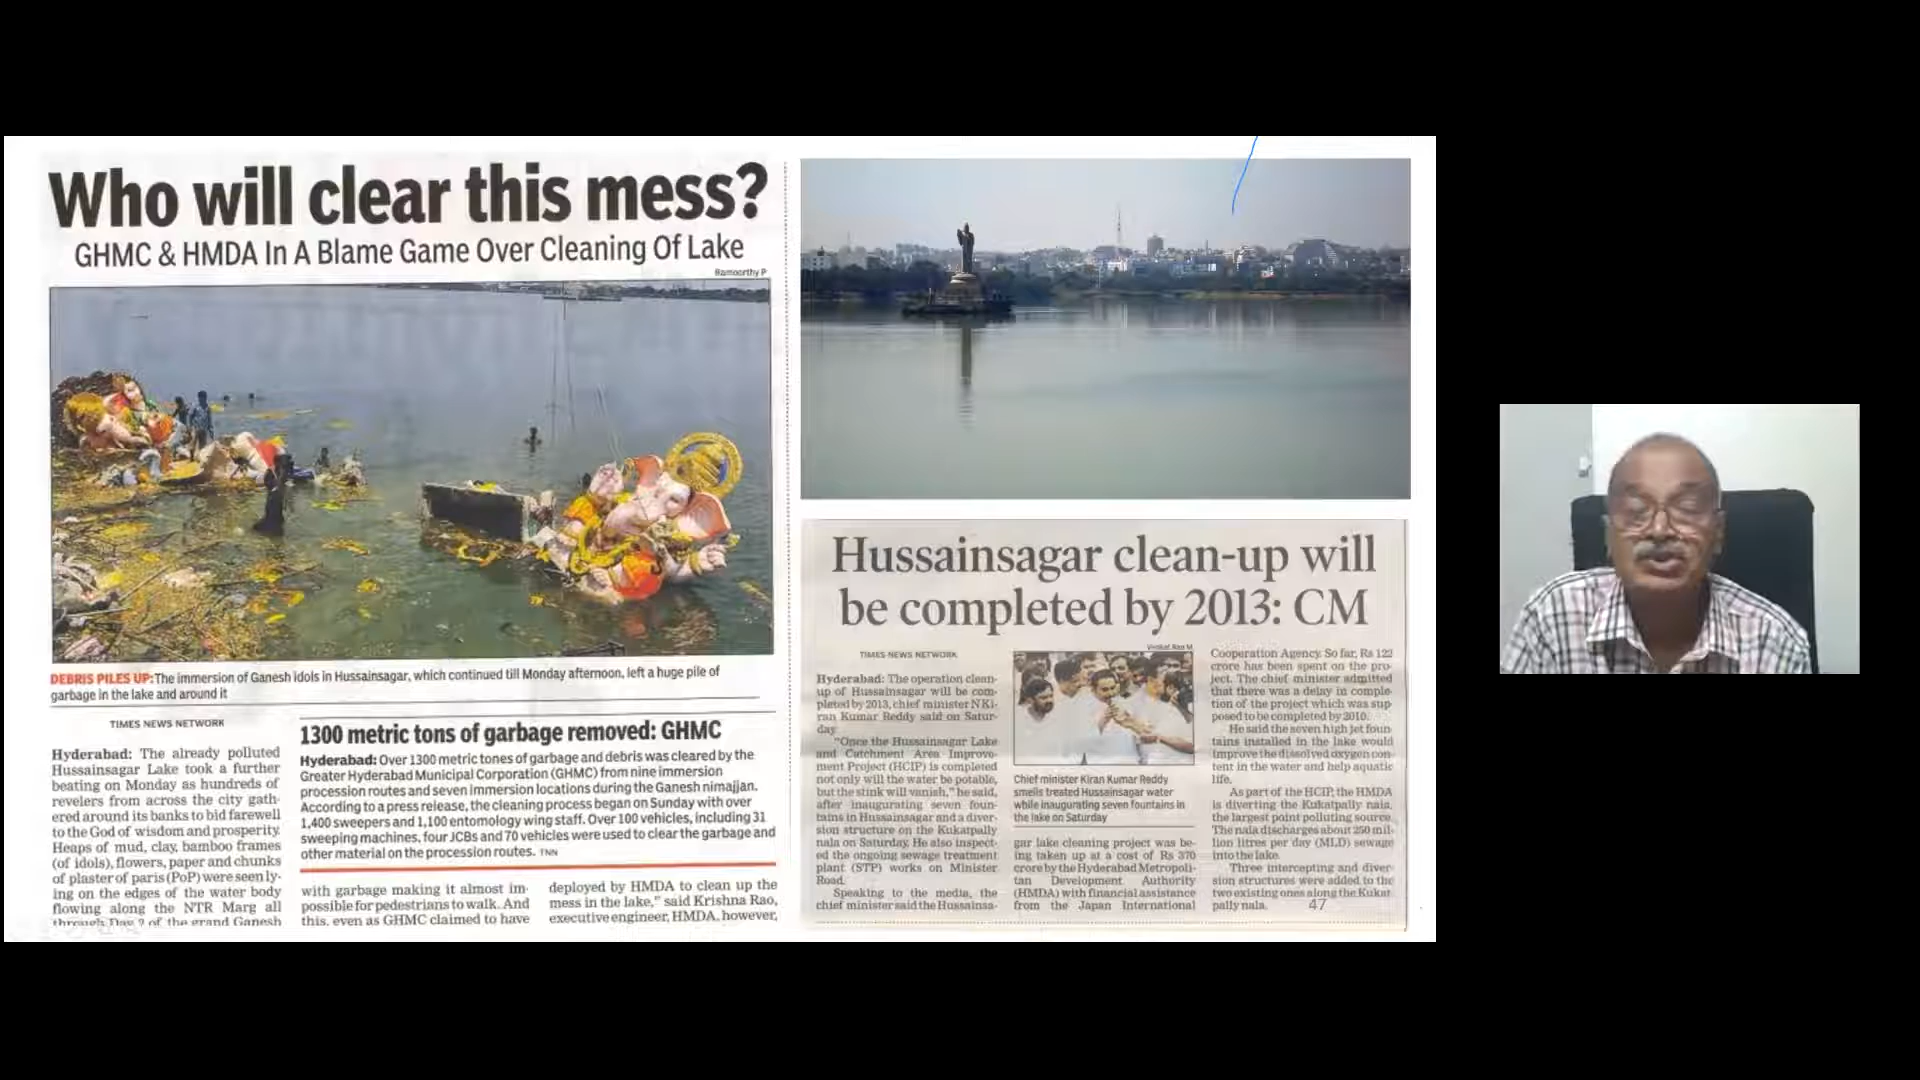 Who will clear this mess?
GHMC & HMDA In A Blame Game Over Cleaning Of Lake
Ramoorthy P
DEBRIS PILES UP: The immersion of Ganesh idols in Hussainsagar, which continued till Monday afternoon, left a huge pile of
garbage in the lake and around it
TIMES NEWS NETWORK
Hyderabad: The already polluted
Hussainsagar Lake took a further
beating on Monday as hundreds of
revelers from across the city gath-
ered around its banks to bid farewell
to the God of wisdom and prosperity.
Heaps of mud, clay, bamboo frames
(of idols), flowers, paper and chunks
of plaster of paris (PoP) were seen ly-
ing on the edges of the water body
flowing along the NTR Marg all
through Day 2 of the grand Ganesh
1300 metric tons of garbage removed: GHMC
Hyderabad: Over 1300 metric tones of garbage and debris was cleared by the
Greater Hyderabad Municipal Corporation (GHMC) from nine immersion
procession routes and seven immersion locations during the Ganesh nimajjan.
According to a press release, the cleaning process began on Sunday with over
1,400 sweepers and 1,100 entomology wing staff. Over 100 vehicles, including 31
sweeping machines, four JCBs and 70 vehicles were used to clear the garbage and
other material on the procession routes. TNN
with garbage making it almost im-
possible for pedestrians to walk. And
this, even as GHMC claimed to have
deployed by HMDA to clean up the
mess in the lake," said Krishna Rao,
executive engineer, HMDA, however,
Hussainsagar clean-up will
be completed by 2013: CM
TIMES NEWS NETWORK
Hyderabad: The operation clean-
up of Hussainsagar will be com-
pleted by 2013, chief minister N Ki-
ran Kumar Reddy said on Satur-
day.
"Once the Hussainsagar Lake
and Catchment Area Improve-
ment Project (HCIP) is completed
not only will the water be potable,
but the stink will vanish," he said,
after inaugurating seven foun-
tains in Hussainsagar and a diver-
sion structure on the Kukatpally
nala on Saturday. He also inspect-
ed the ongoing sewage treatment
plant (STP) works on Minister
Road.
Speaking to the media, the
chief minister said the Hussainsa-
Venkat Rao M
Chief minister Kiran Kumar Reddy
smells treated Hussainsagar water
while inaugurating seven fountains in
the lake on Saturday
gar lake cleaning project was be-
ing taken up at a cost of Rs 370
crore by the Hyderabad Metropoli-
tan Development Authority
(HMDA) with financial assistance
from the Japan International
Cooperation Agency. So far, Rs 122
crore has been spent on the pro-
ject. The chief minister admitted
that there was a delay in comple-
tion of the project which was sup-
posed to be completed by 2010.
He said the seven high jet foun-
tains installed in the lake would
improve the dissolved oxygen con-
tent in the water and help aquatic
life.
As part of the HCIP, the HMDA
is diverting the Kukatpally nala,
the largest point polluting source.
The nala discharges about 250 mil-
lion litres per day (MLD) sewage
into the lake.
Three intercepting and diver-
sion structures were added to the
two existing ones along the Kukat
pally nala.
47